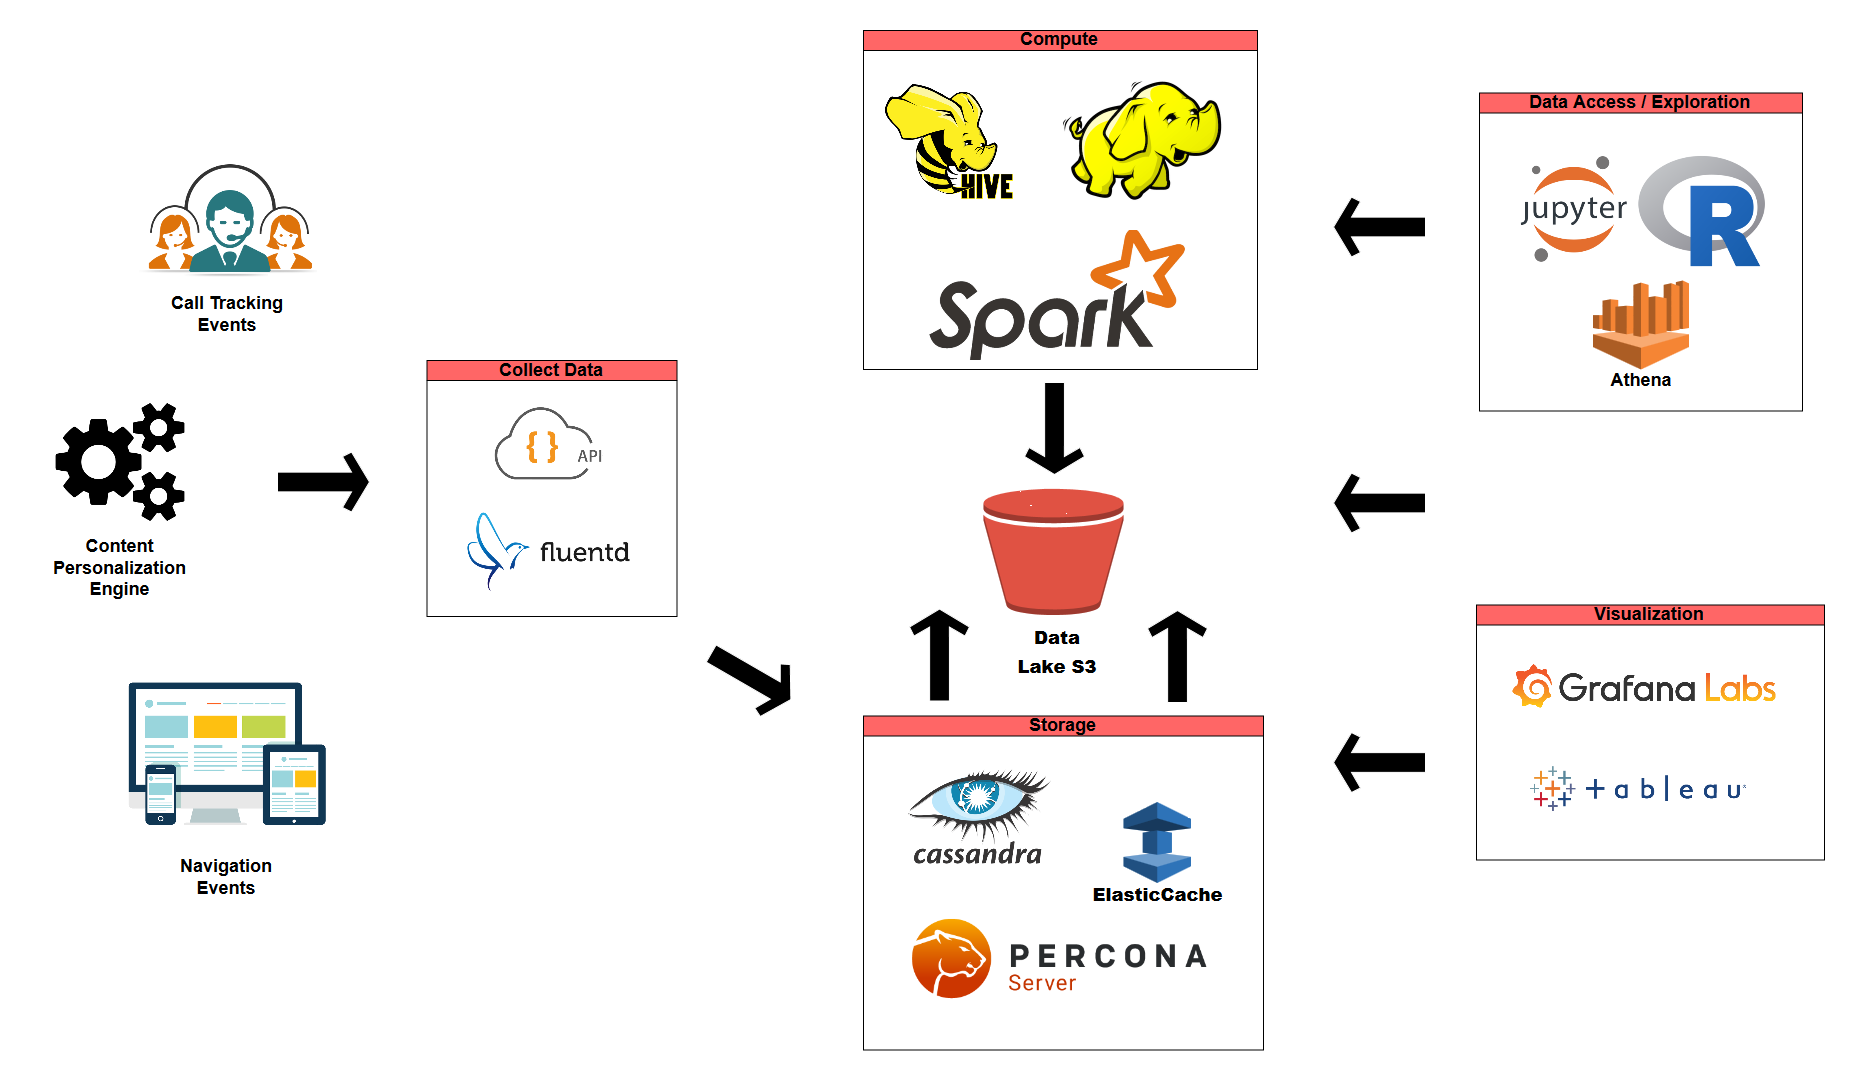 Compute
HIVE
Spark
Data Access / Exploration
jupyter
R
Athena
Call Tracking
Events
Collect Data
{ }
API
fluentd
Content
Personalization
Engine
Data
Lake S3
Navigation
Events
Storage
cassandra
ElasticCache
PERCONA
Server
Visualization
Grafana Labs
+ableau